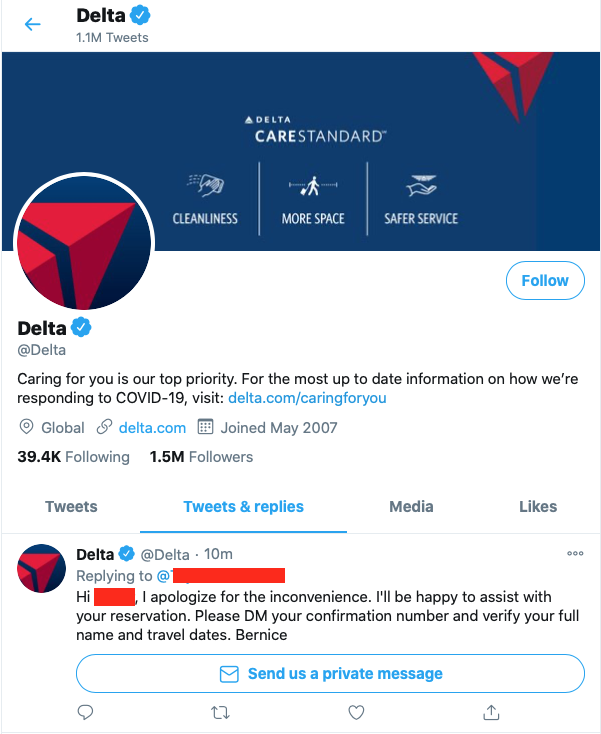 Delta
1.1M Tweets
DELTA
CARESTANDARD™
CLEANLINESS
MORE SPACE
SAFER SERVICE
Follow
Delta
@Delta
Caring for you is our top priority. For the most up to date information on how we're
responding to COVID-19, visit: delta.com/caringforyou
Global delta.com Joined May 2007
39.4K Following 1.5M Followers
Tweets Tweets & replies Media Likes
Delta @Delta · 10m
Replying to @
Hi , I apologize for the inconvenience. I'll be happy to assist with
your reservation. Please DM your confirmation number and verify your full
name and travel dates. Bernice
Send us a private message